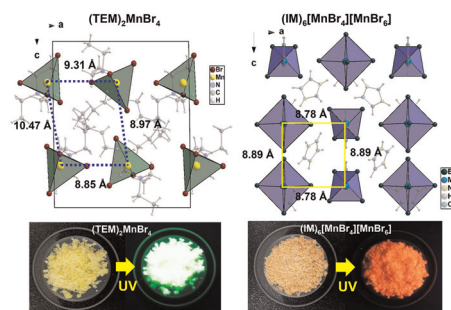 (TEM)₂MnBr₄
a
c
9.31 Å
10.47 Å
8.97 Å
8.85 Å
Br
Mn
N
C
H
(IM)₆[MnBr₄][MnBr₆]
a
c
8.78 Å
8.89 Å
8.89 Å
8.78 Å
N
H
C
(TEM)₂MnBr₄
UV
(IM)₆[MnBr₄][MnBr₆]
UV